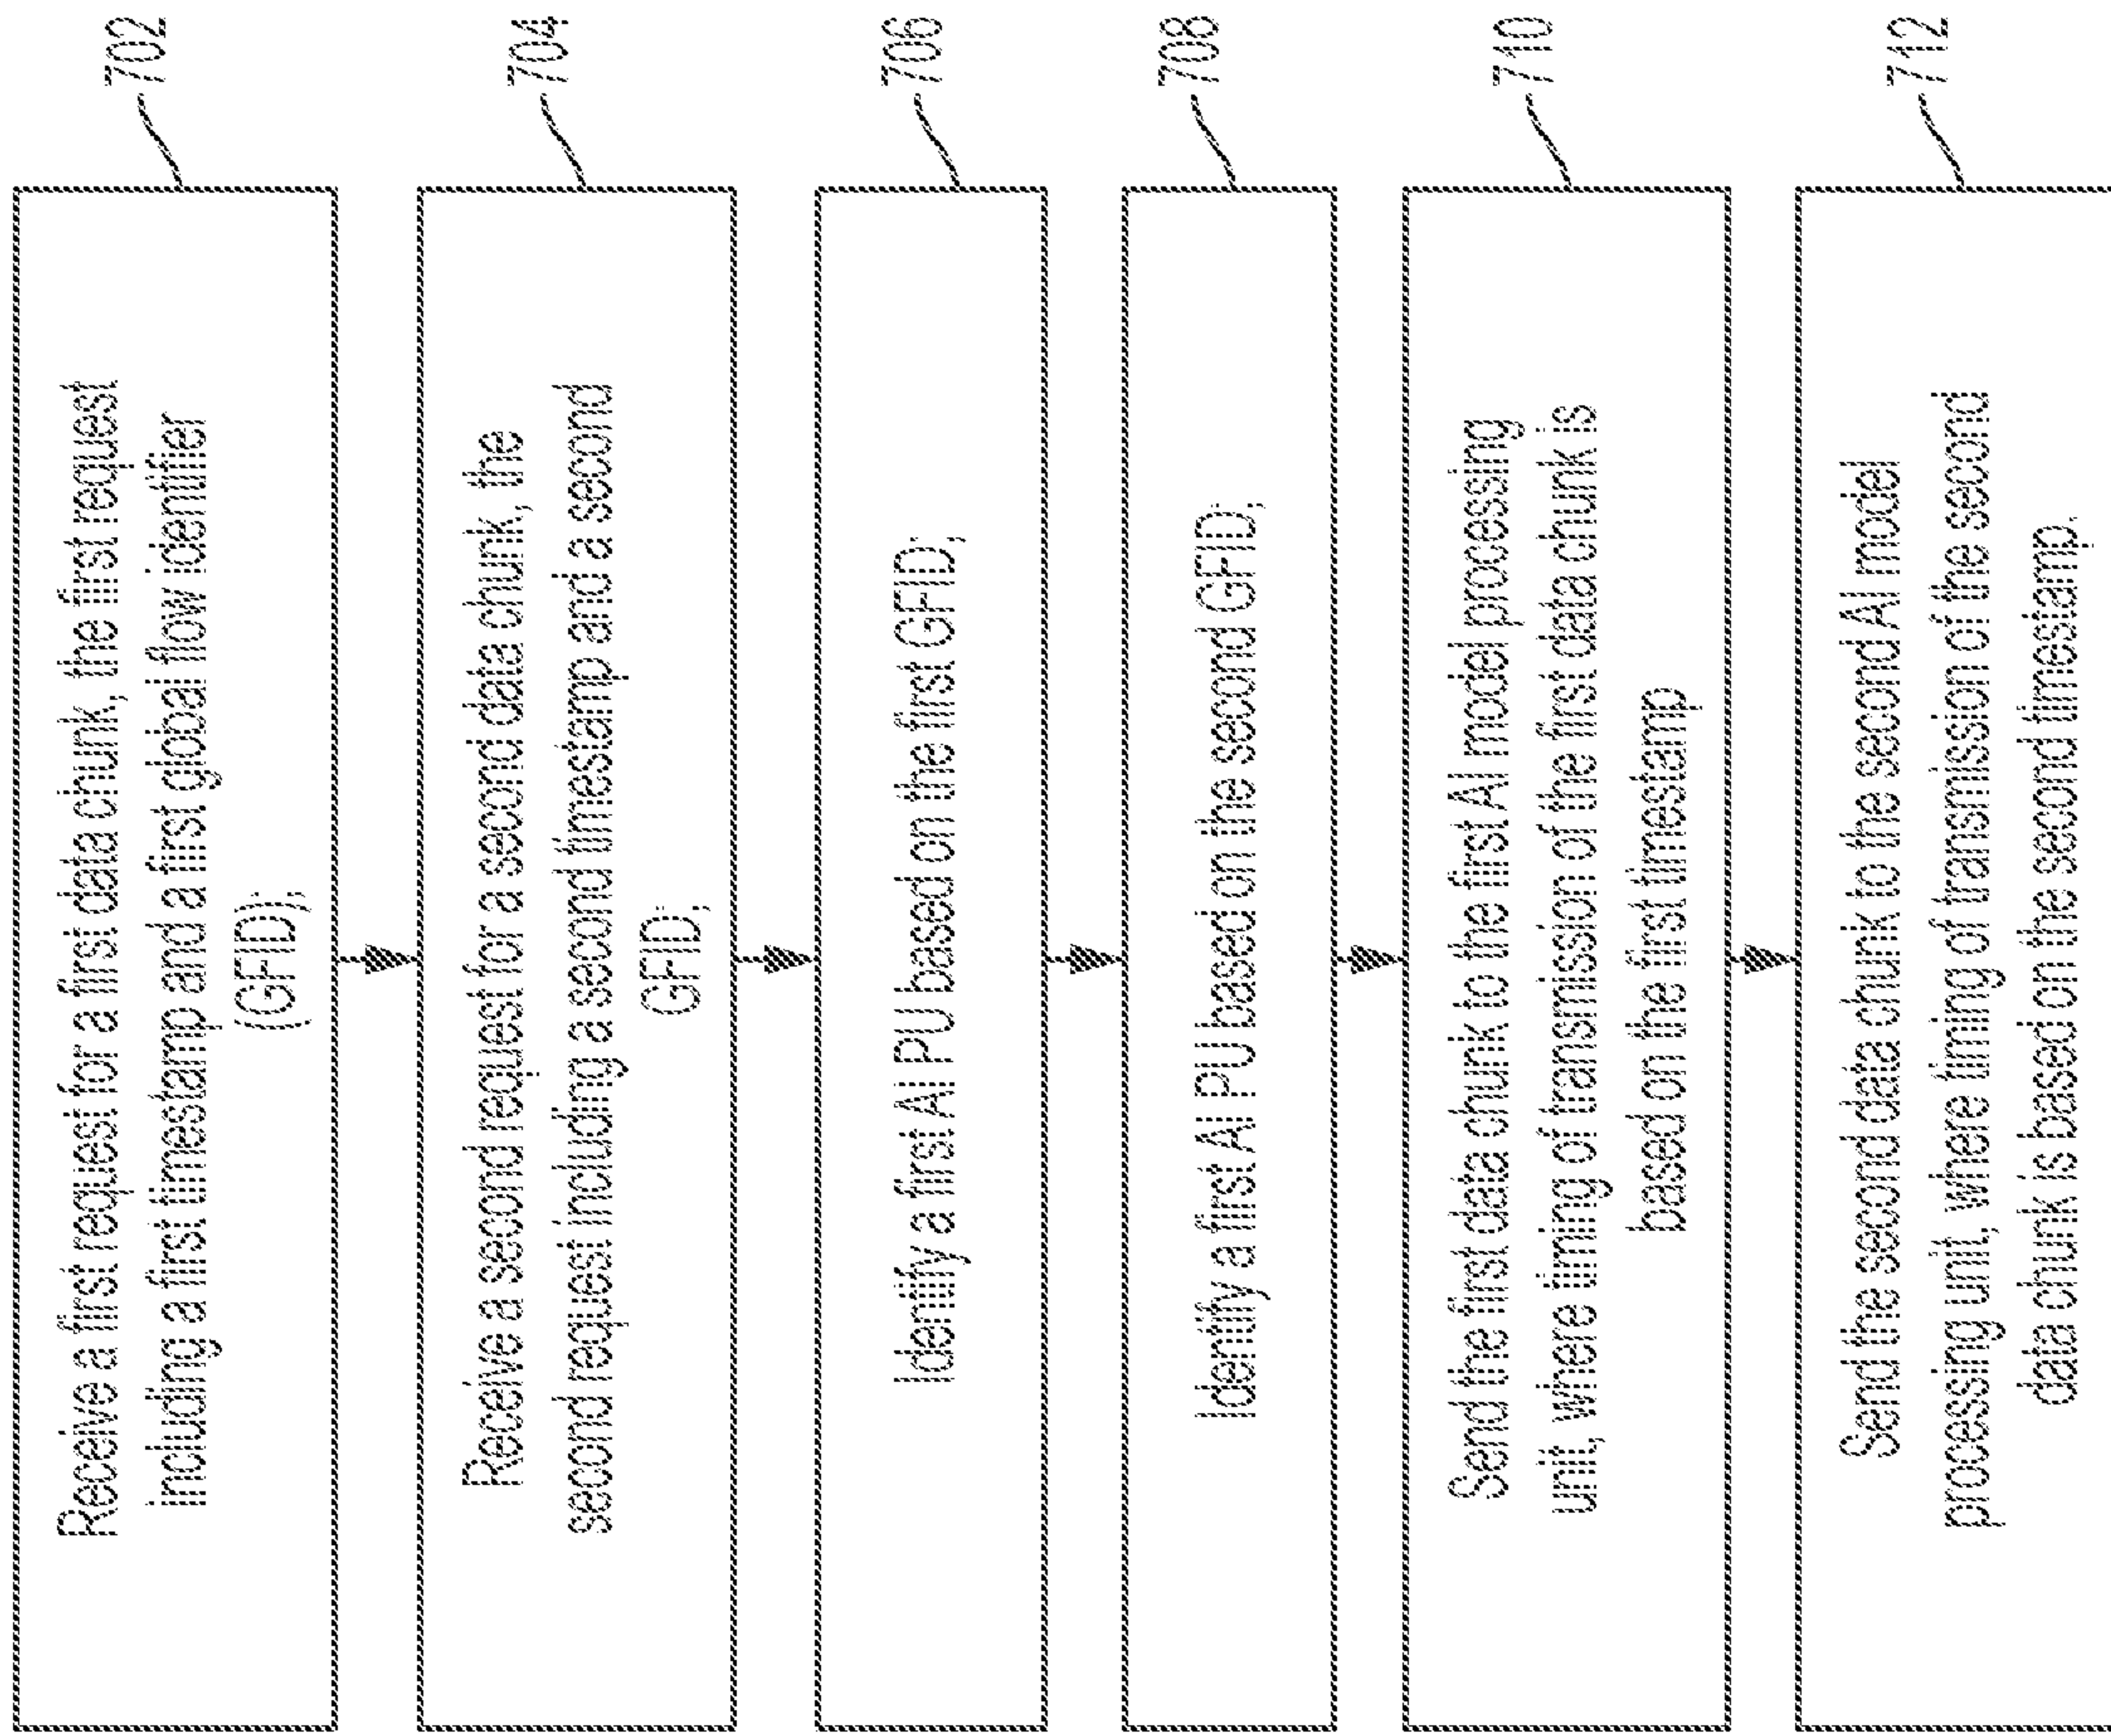 Receive a first request for a first data chunk, the first request
including a first timestamp and a first global flow identifier
(GFID);
702
Receive a second request for a second data chunk, the
second request including a second timestamp and a second
GFID;
704
Identify a first AI PU based on the first GFID;
706
Identify a first AI PU based on the second GFID;
708
Send the first data chunk to the first AI model processing
unit, where timing of transmission of the first data chunk is
based on the first timestamp
710
Send the second data chunk to the second AI model
processing unit, where timing of transmission of the second
data chunk is based on the second timestamp.
712